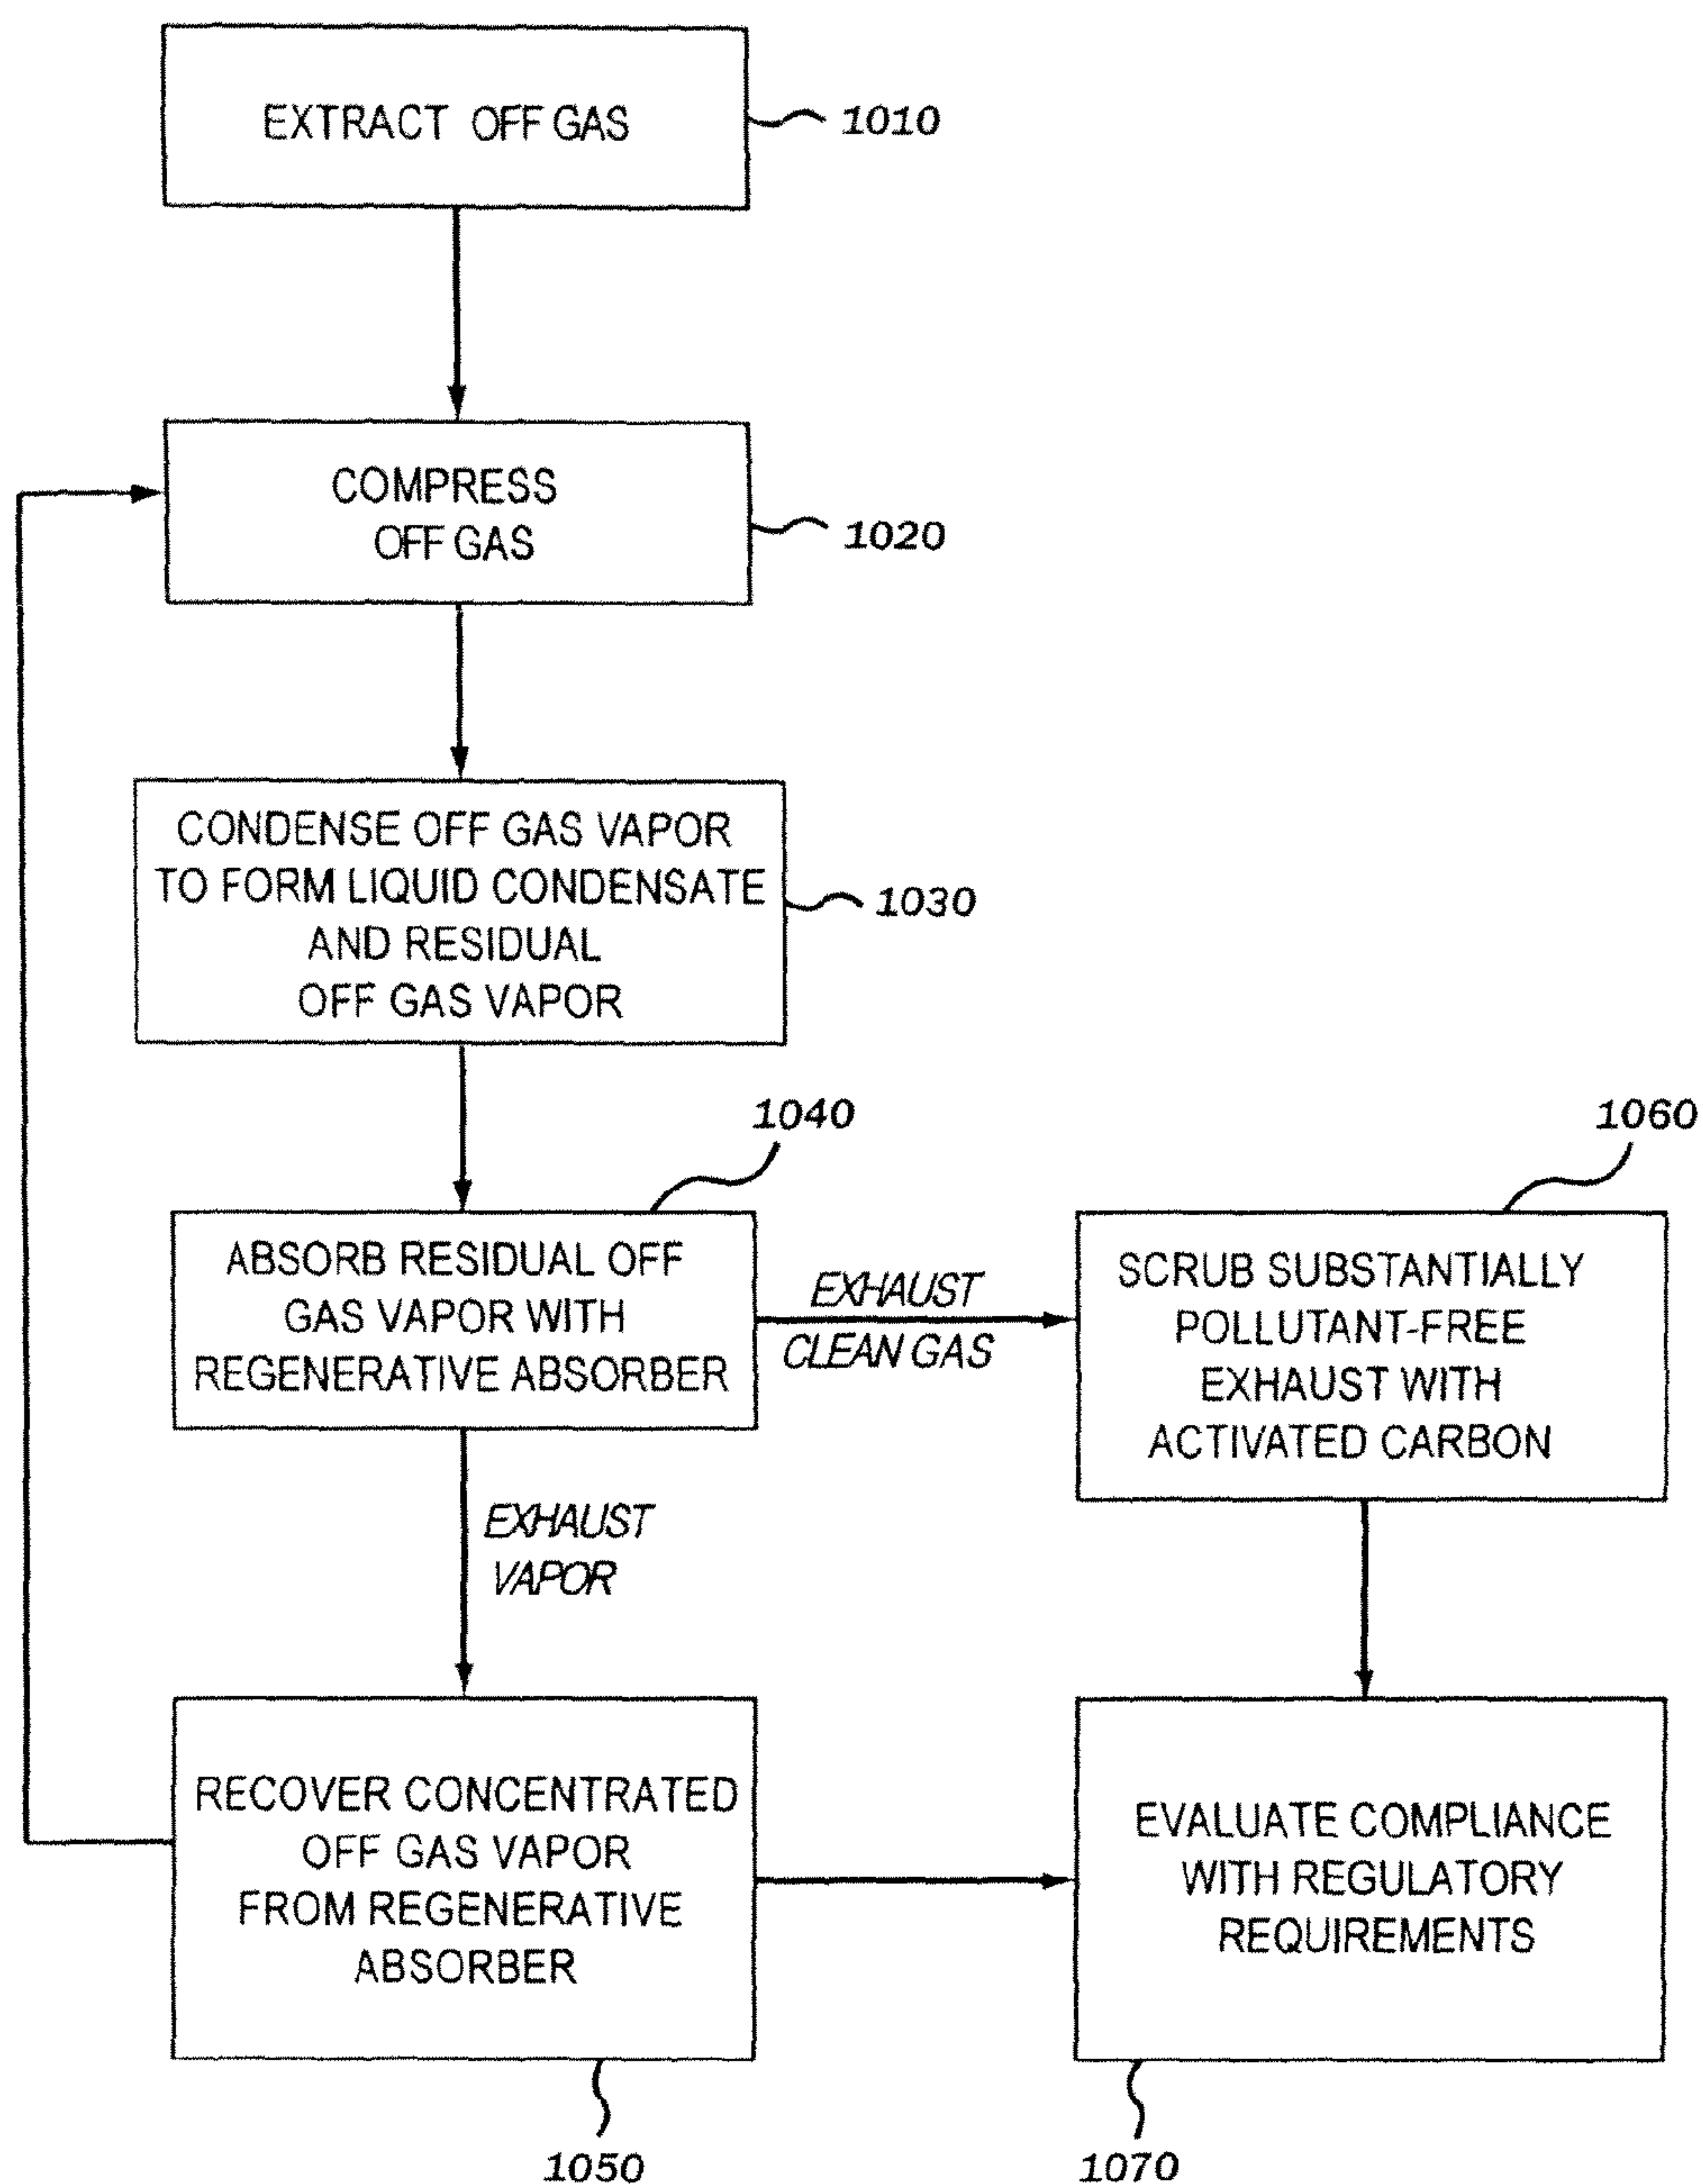 EXTRACT OFF GAS
1010
COMPRESS
OFF GAS
1020
CONDENSE OFF GAS VAPOR
TO FORM LIQUID CONDENSATE
AND RESIDUAL
OFF GAS VAPOR
1030
1040
ABSORB RESIDUAL OFF
GAS VAPOR WITH
REGENERATIVE ABSORBER
EXHAUST
CLEAN GAS
1060
SCRUB SUBSTANTIALLY
POLLUTANT-FREE
EXHAUST WITH
ACTIVATED CARBON
EXHAUST
VAPOR
RECOVER CONCENTRATED
OFF GAS VAPOR
FROM REGENERATIVE
ABSORBER
1050
EVALUATE COMPLIANCE
WITH REGULATORY
REQUIREMENTS
1070